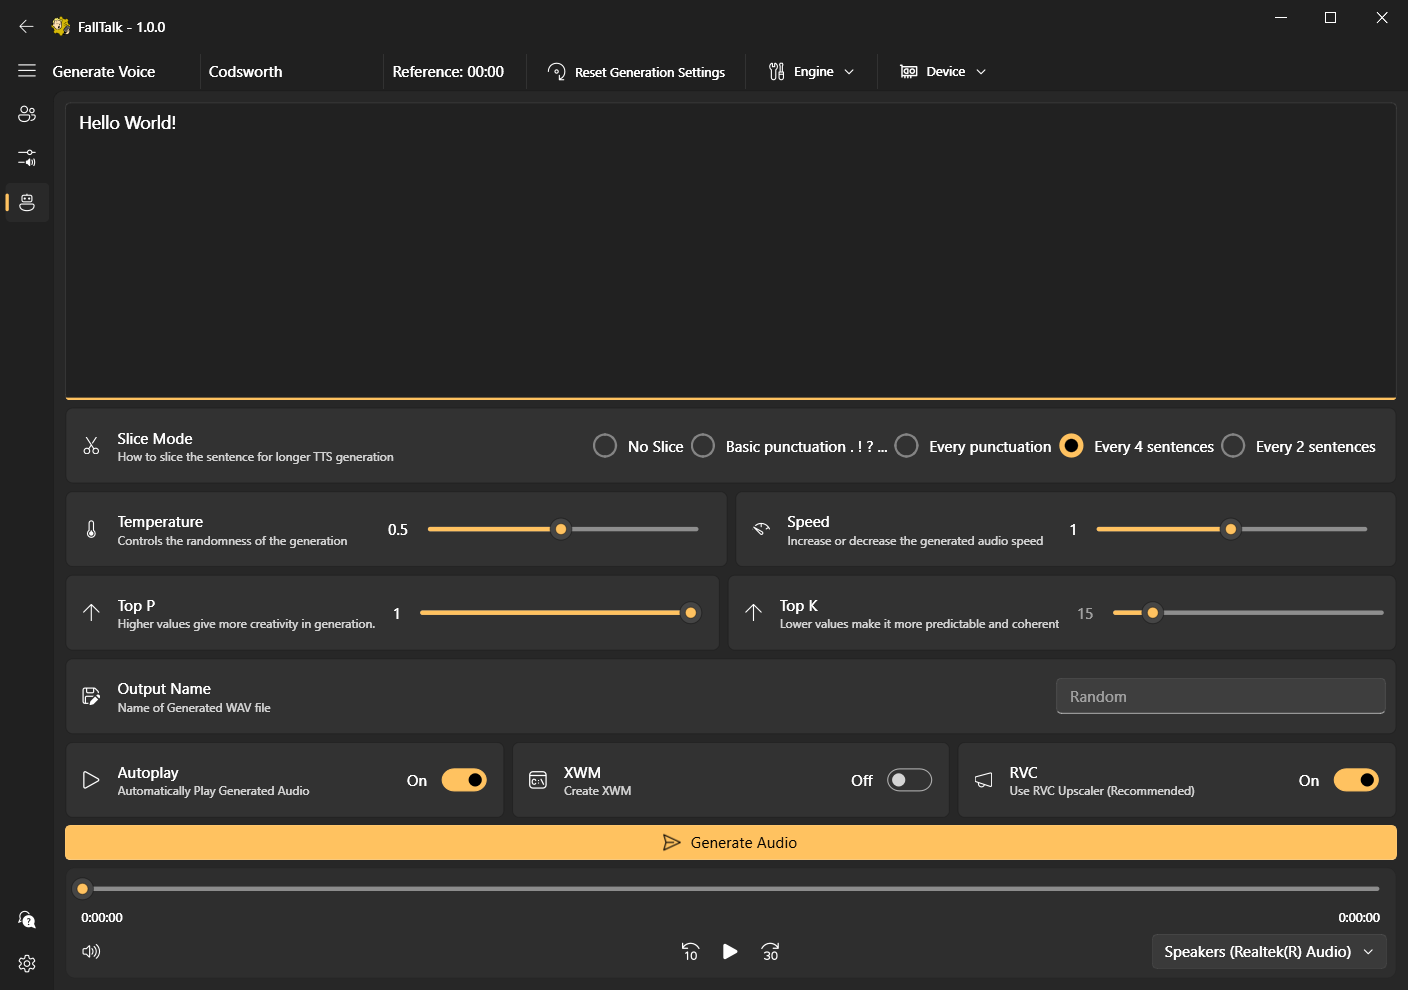 FallTalk - 1.0.0
Generate Voice
Codsworth
Reference: 00:00
Reset Generation Settings
Engine
Device
Hello World!
Slice Mode
How to slice the sentence for longer TTS generation
No Slice
Basic punctuation . ! ? ...
Every punctuation
Every 4 sentences
Every 2 sentences
Temperature
Controls the randomness of the generation
0.5
Speed
Increase or decrease the generated audio speed
1
Top P
Higher values give more creativity in generation.
1
Top K
Lower values make it more predictable and coherent
15
Output Name
Name of Generated WAV file
Random
Autoplay
Automatically Play Generated Audio
On
C:\
XWM
Create XWM
Off
RVC
Use RVC Upscaler (Recommended)
On
Generate Audio
0:00:00
0:00:00
10
30
Speakers (Realtek(R) Audio)